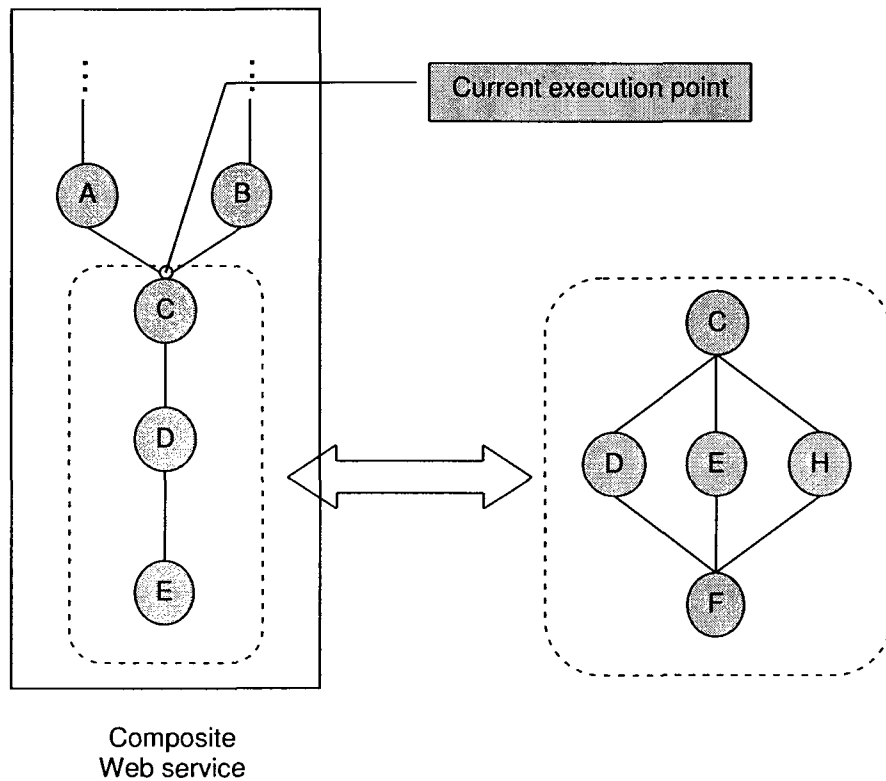 Current execution point
A
B
C
C
D
D
E
H
E
F
Composite
Web service